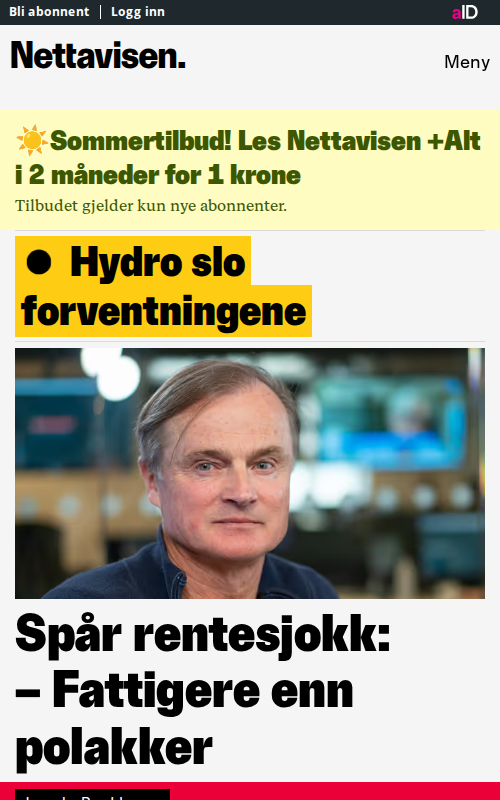 Bli abonnent
Logg inn
aID
Nettavisen.
Meny
Sommertilbud! Les Nettavisen +Alt
i 2 måneder for 1 krone
Tilbudet gjelder kun nye abonnenter.
Hydro slo
forventningene
Spår rentesjokk:
– Fattigere enn
polakker